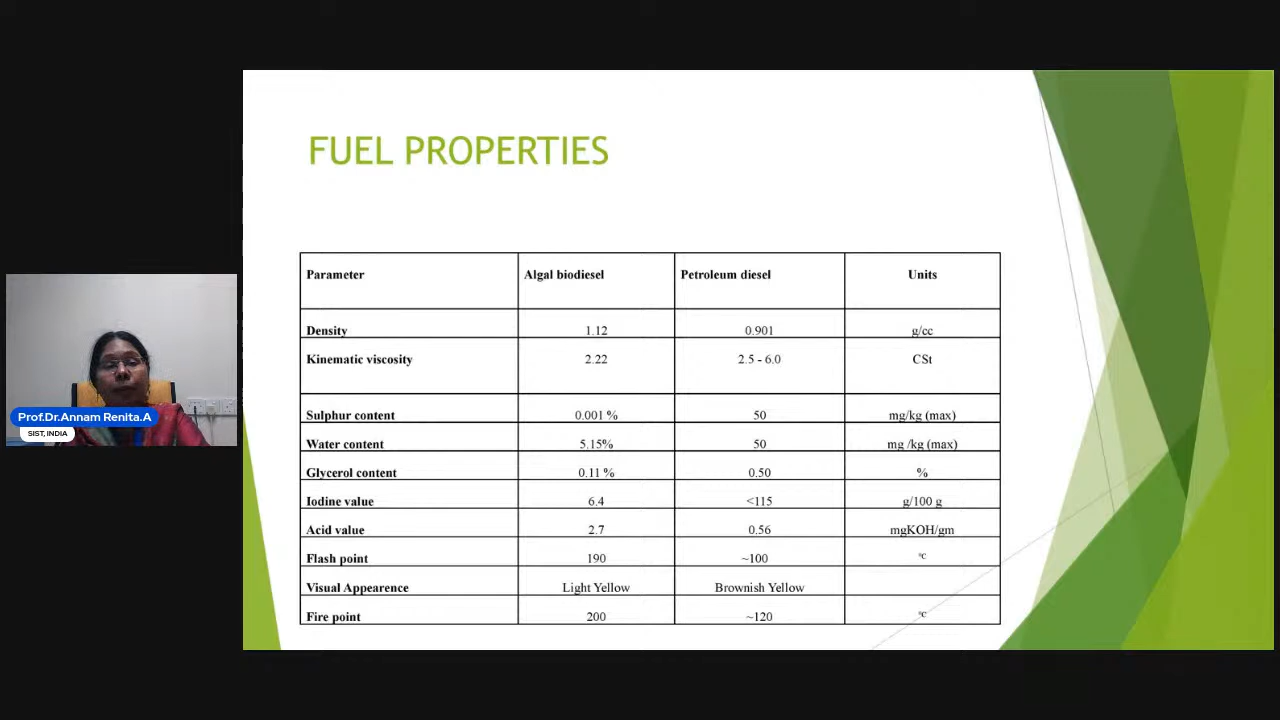 FUEL PROPERTIES
Parameter Algal biodiesel Petroleum diesel Units
Density 1.12 0.901 g/cc
Kinematic viscosity 2.22 2.5 - 6.0 CSt
Sulphur content 0.001 % 50 mg/kg (max)
Water content 5.15% 50 mg /kg (max)
Glycerol content 0.11 % 0.50 %
Iodine value 6.4 <115 g/100 g
Acid value 2.7 0.56 mgKOH/gm
Flash point 190 ~100 °C
Visual Appearence Light Yellow Brownish Yellow
Fire point 200 ~120 °C
Prof.Dr.Annam Renita.A
SIST, INDIA